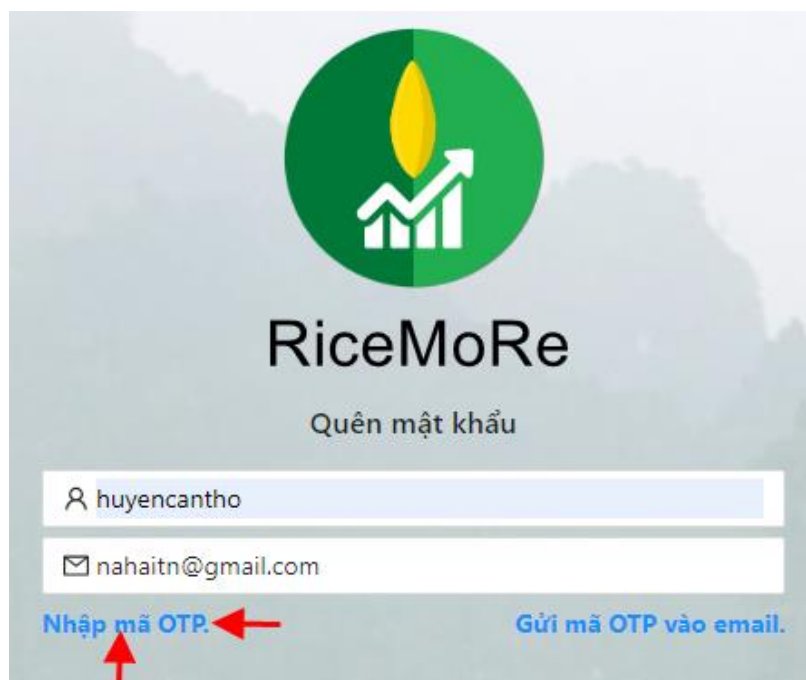 RiceMoRe
Quên mật khẩu
huyencantho
nahaitn@gmail.com
Nhập mã OTP. Gửi mã OTP vào email.